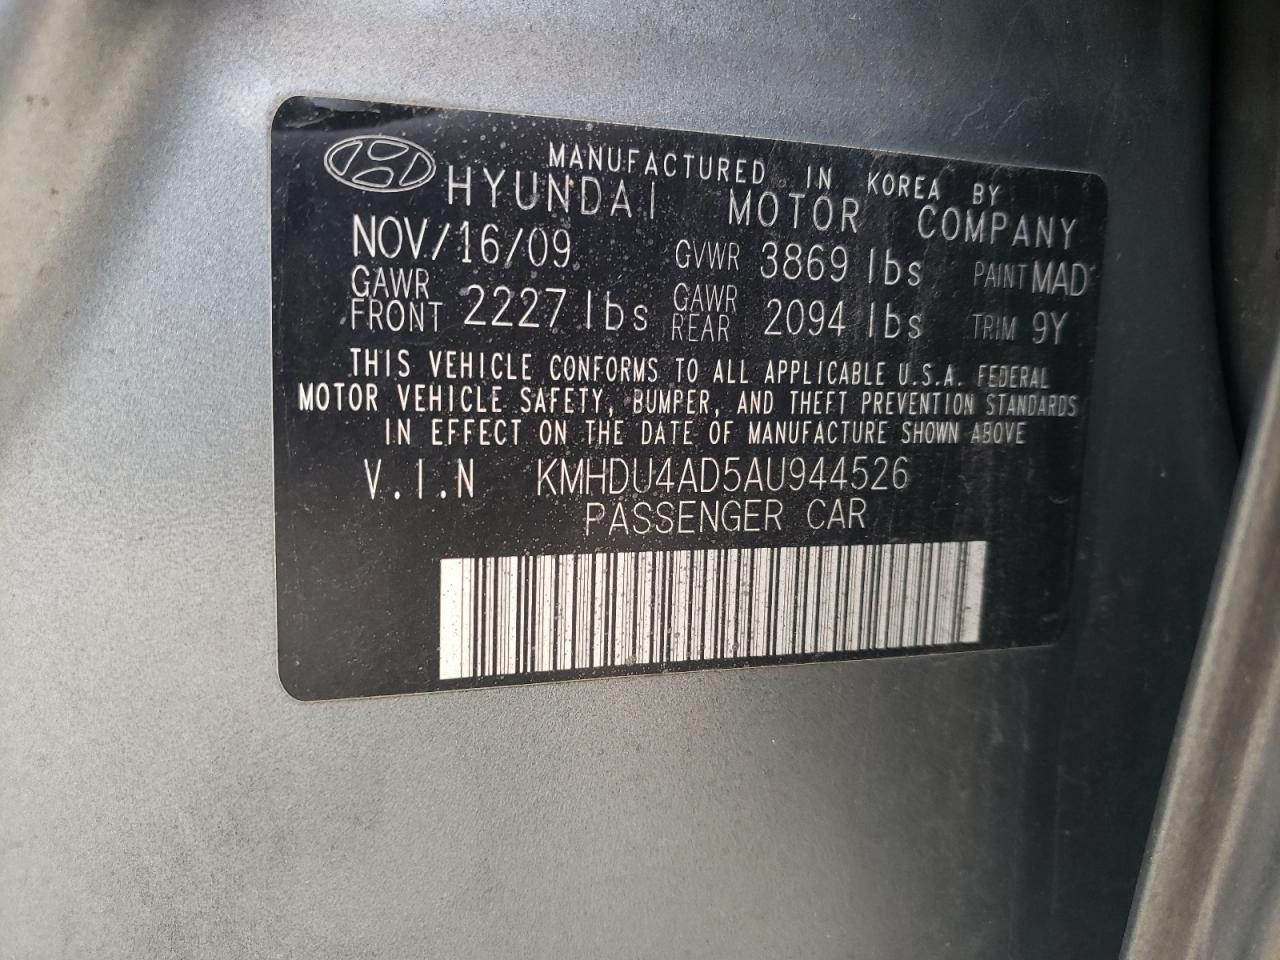 MANUFACTURED IN KOREA BY
HYUNDAI MOTOR COMPANY
NOV/16/09 GVWR 3869 lbs PAINT MAD
GAWR FRONT 2227 lbs GAWR REAR 2094 lbs TRIM 9Y
THIS VEHICLE CONFORMS TO ALL APPLICABLE U.S.A. FEDERAL
MOTOR VEHICLE SAFETY, BUMPER, AND THEFT PREVENTION STANDARDS
IN EFFECT ON THE DATE OF MANUFACTURE SHOWN ABOVE
V.I.N KMHDU4AD5AU944526
PASSENGER CAR